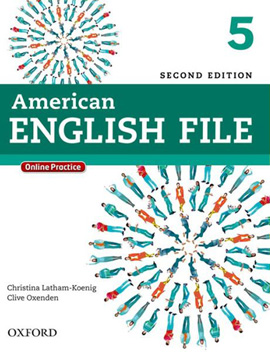 5
SECOND EDITION
American
ENGLISH FILE
Online Practice
Christina Latham-Koenig
Clive Oxenden
OXFORD